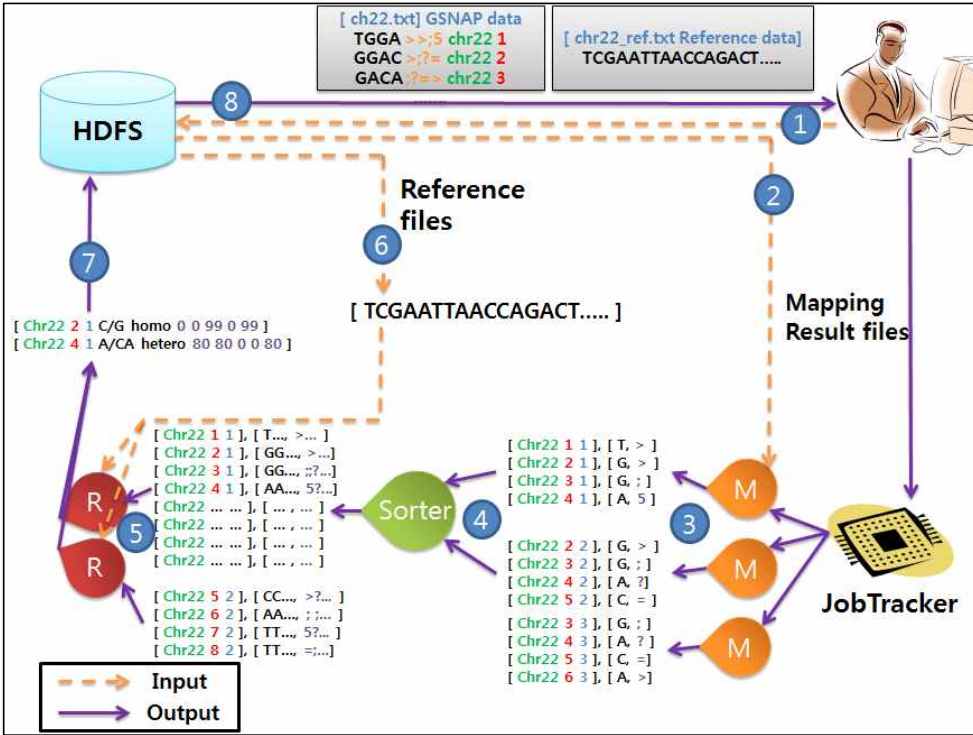 [ ch22.txt] GSNAP data
TGGA >>;5 chr22 1
GGAC >;?= chr22 2
GACA ;?=> chr22 3
........
[ chr22_ref.txt Reference data]
TCGAATTAACCAGACT…..
HDFS
8
1
2
Reference
files
6
7
[ TCGAATTAACCAGACT….. ]
Mapping
Result files
[ Chr22 2 1 C/G homo 0 0 99 0 99 ]
[ Chr22 4 1 A/CA hetero 80 80 0 0 80 ]
[ Chr22 1 1 ], [ T…, >… ]
[ Chr22 2 1 ], [ GG…, >… ]
[ Chr22 3 1 ], [ GG…, ;;?…]
[ Chr22 4 1 ], [ AA…, 5?…]
[ Chr22 … … ], [ … , … ]
[ Chr22 … … ], [ … , … ]
[ Chr22 … … ], [ … , … ]
[ Chr22 … … ], [ … , … ]
[ Chr22 5 2 ], [ CC…, >?… ]
[ Chr22 6 2 ], [ AA…, ; ;… ]
[ Chr22 7 2 ], [ TT…, 5?… ]
[ Chr22 8 2 ], [ TT…, =;…]
R
R
5
Sorter
4
[ Chr22 1 1 ], [ T, > ]
[ Chr22 2 1 ], [ G, > ]
[ Chr22 3 1 ], [ G, ; ]
[ Chr22 4 1 ], [ A, 5 ]
[ Chr22 2 2 ], [ G, > ]
[ Chr22 3 2 ], [ G, ; ]
[ Chr22 4 2 ], [ A, ?]
[ Chr22 5 2 ], [ C, = ]
[ Chr22 3 3 ], [ G, ; ]
[ Chr22 4 3 ], [ A, ? ]
[ Chr22 5 3 ], [ C, =]
[ Chr22 6 3 ], [ A, >]
3
M
M
M
JobTracker
Input
Output